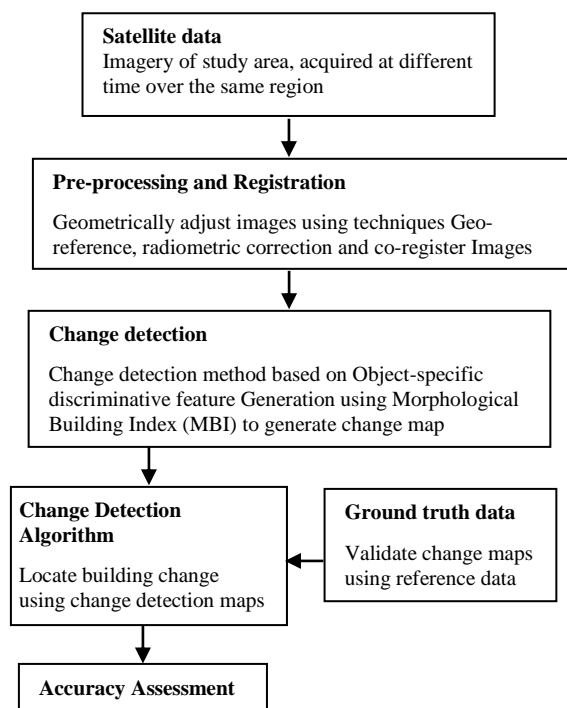 Satellite data
Imagery of study area, acquired at different
time over the same region
Pre-processing and Registration
Geometrically adjust images using techniques Geo-
reference, radiometric correction and co-register Images
Change detection
Change detection method based on Object-specific
discriminative feature Generation using Morphological
Building Index (MBI) to generate change map
Change Detection
Algorithm
Locate building change
using change detection maps
Ground truth data
Validate change maps
using reference data
Accuracy Assessment